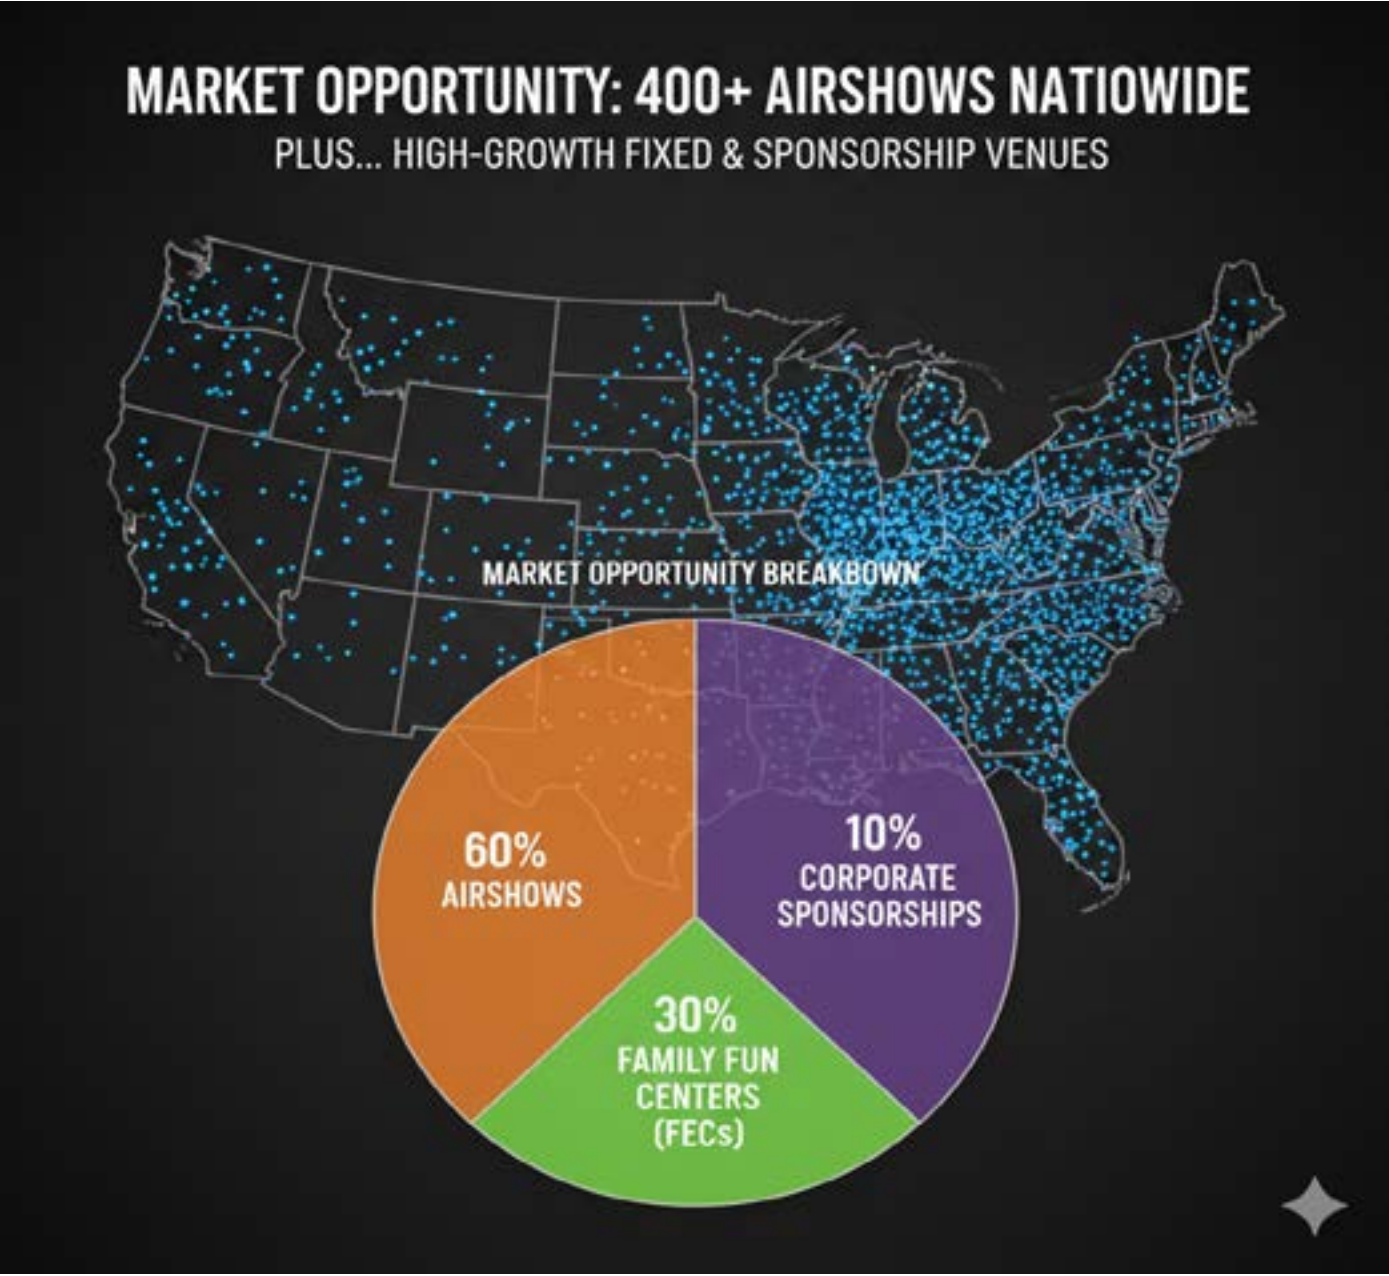 MARKET OPPORTUNITY: 400+ AIRSHOWS NATIOWIDE
PLUS... HIGH-GROWTH FIXED & SPONSORSHIP VENUES
MARKET OPPORTUNITY BREAKBOWN
60%
AIRSHOWS
10%
CORPORATE
SPONSORSHIPS
30%
FAMILY FUN
CENTERS
(FECs)